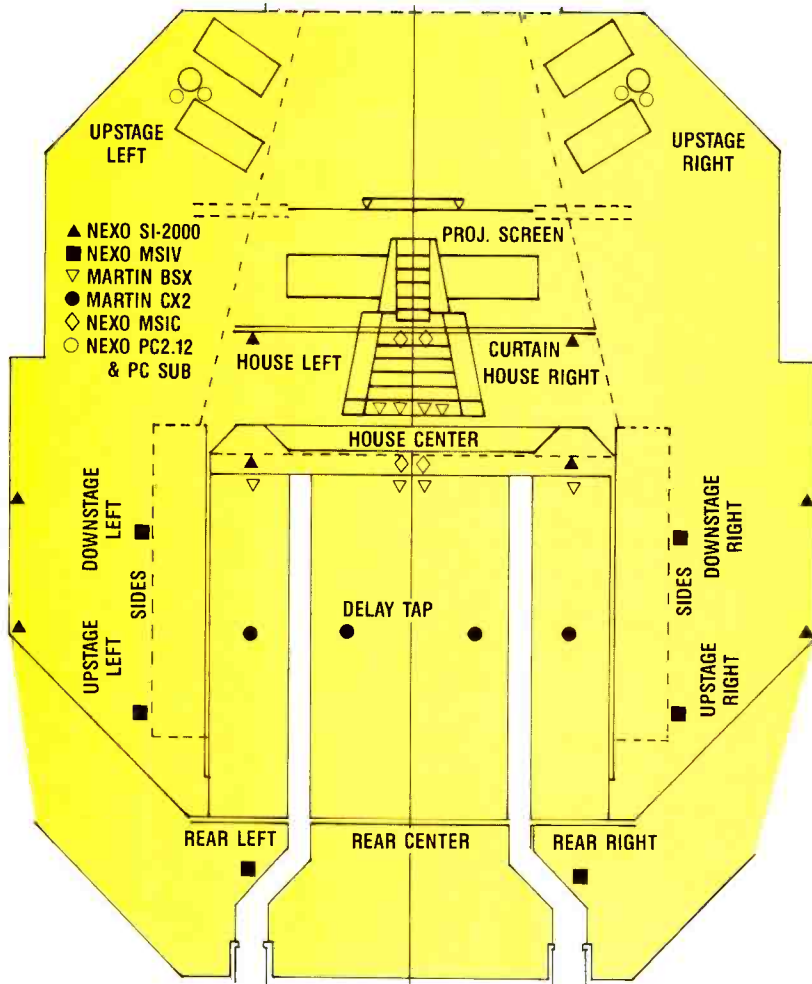 UPSTAGE
LEFT
UPSTAGE
RIGHT
NEXO SI-2000
NEXO MSIV
MARTIN BSX
MARTIN CX2
NEXO MSIC
NEXO PC2.12
& PC SUB
PROJ. SCREEN
HOUSE LEFT
CURTAIN
HOUSE RIGHT
HOUSE CENTER
DOWNSTAGE
LEFT
SIDES
UPSTAGE
LEFT
DELAY TAP
DOWNSTAGE
RIGHT
SIDES
UPSTAGE
RIGHT
REAR LEFT
REAR CENTER
REAR RIGHT